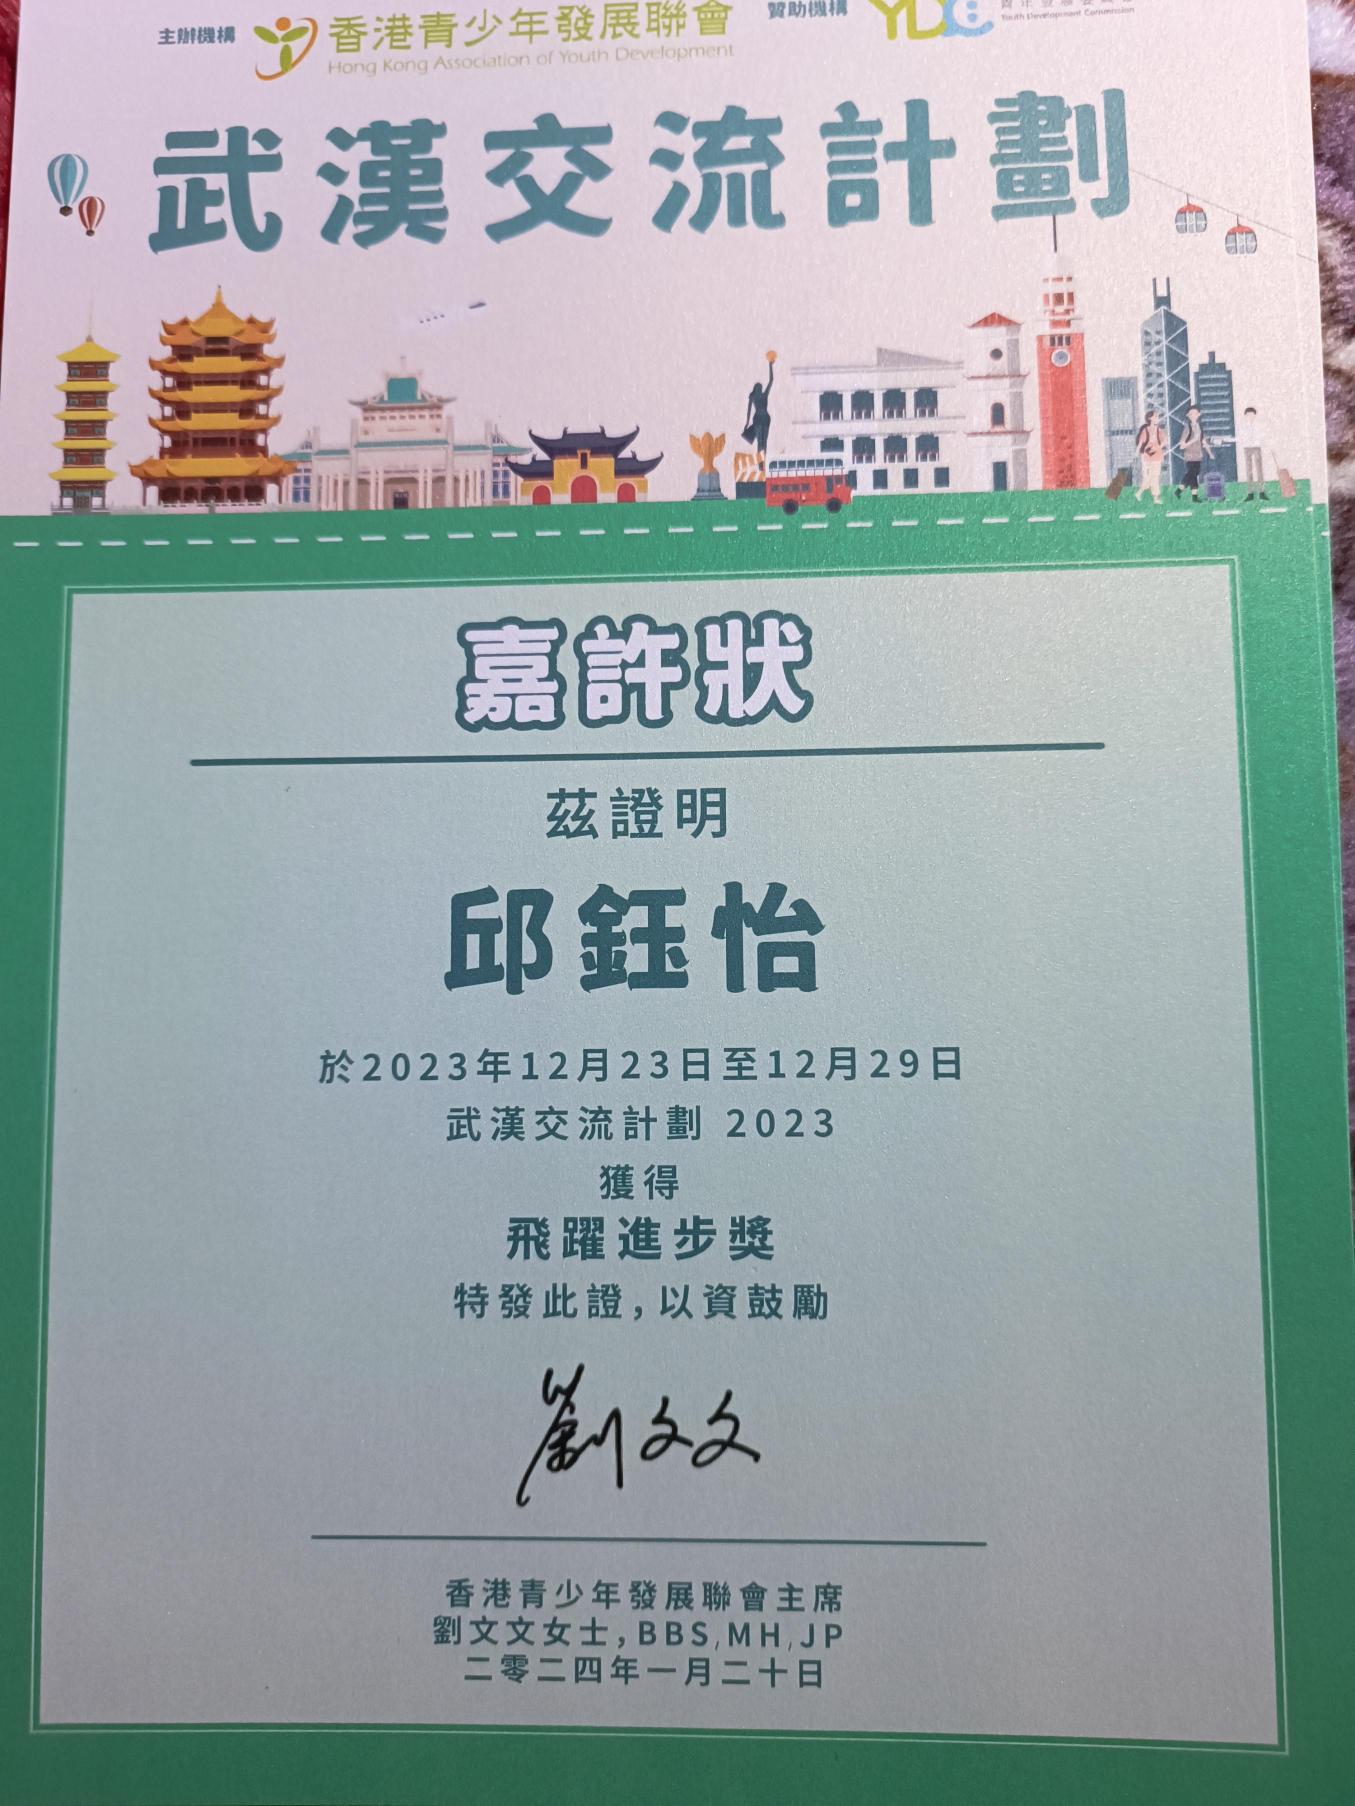 主辦機構
香港青少年發展聯會
Hong Kong Association of Youth Development
贊助機構
YDC
Youth Development Commission
武漢交流計劃
嘉許狀
茲證明
邱鈺怡
於2023年12月23日至12月29日
武漢交流計劃 2023
獲得
飛躍進步獎
特發此證,以資鼓勵
劉文文
香港青少年發展聯會主席
劉文文女士,BBS,MH,JP
二零二四年一月二十日